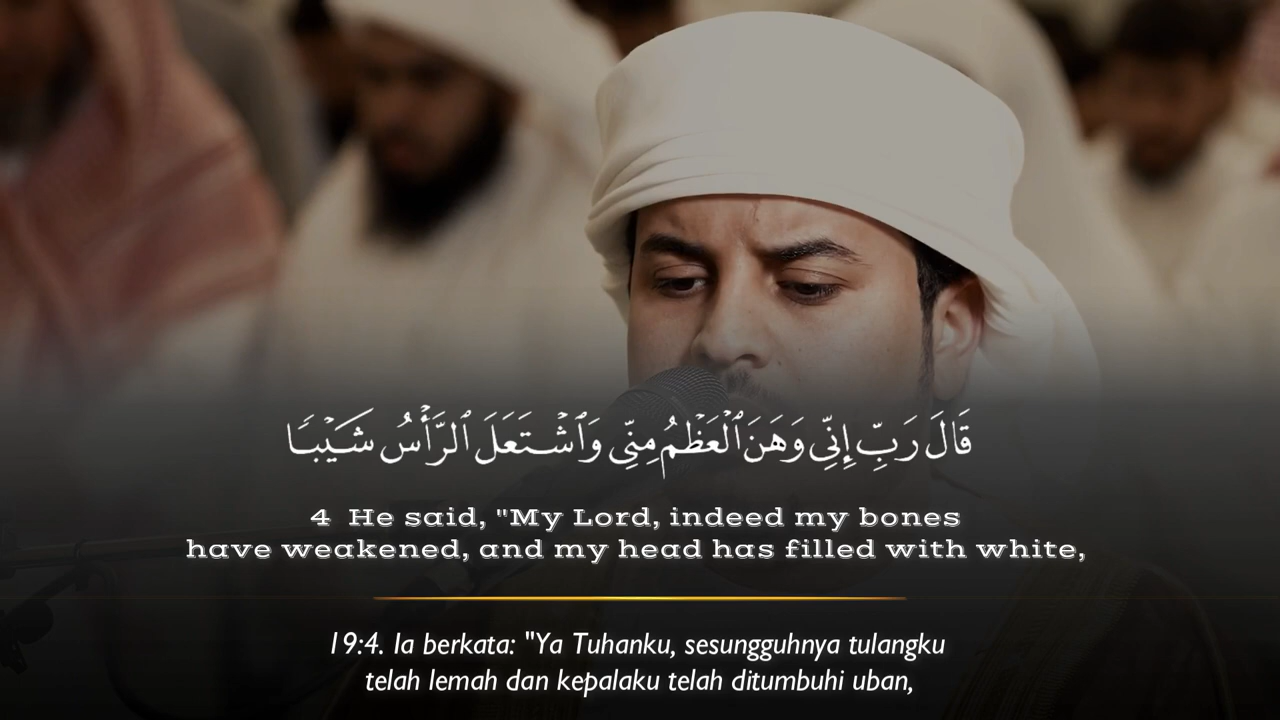 قَالَ رَبِّ إِنِّي وَهَنَ ٱلْعَظْمُ مِنِّي وَٱشْتَعَلَ ٱلرَّأْسُ شَيْبًا
4 He said, "My Lord, indeed my bones
have weakened, and my head has filled with white,
19:4. Ia berkata: "Ya Tuhanku, sesungguhnya tulangku
telah lemah dan kepalaku telah ditumbuhi uban,